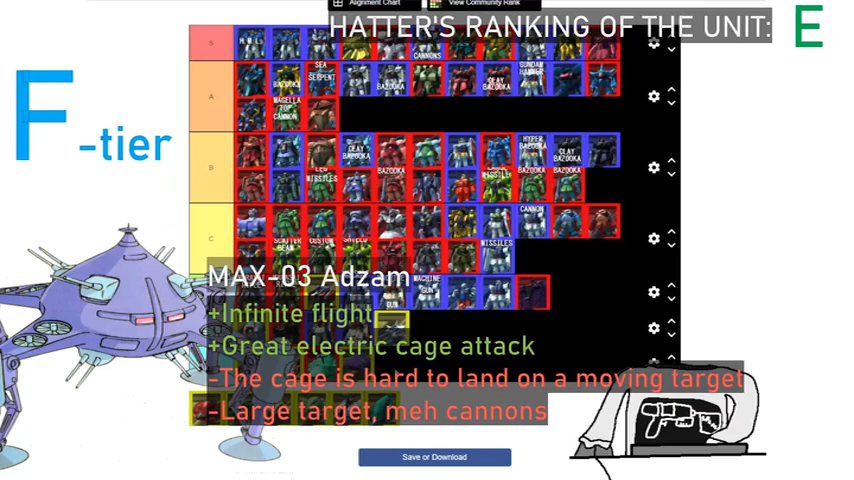 Alignment Chart
View Community Rank
HATTER'S RANKING OF THE UNIT: E
F -tier
S
CANNONS
A
BAZOOKA
SEA SERPENT
BAZOOKA
CLAY BAZOOKA
GUNDAM HAMMER
MAGELLA TOP CANNON
B
CLAY BAZOOKA
HYPER BAZOOKA
CLAY BAZOOKA
LEG MISSILES
BAZOOKA
MISSILE
BAZOOKA
BAZOOKA
C
CANNON
SCATTER BEAM
CUSTOM
SHIELD
MISSILES
GUN
MACHINE GUN
MAX-03 Adzam
+Infinite flight
+Great electric cage attack
-The cage is hard to land on a moving target
-Large target, meh cannons
Save or Download